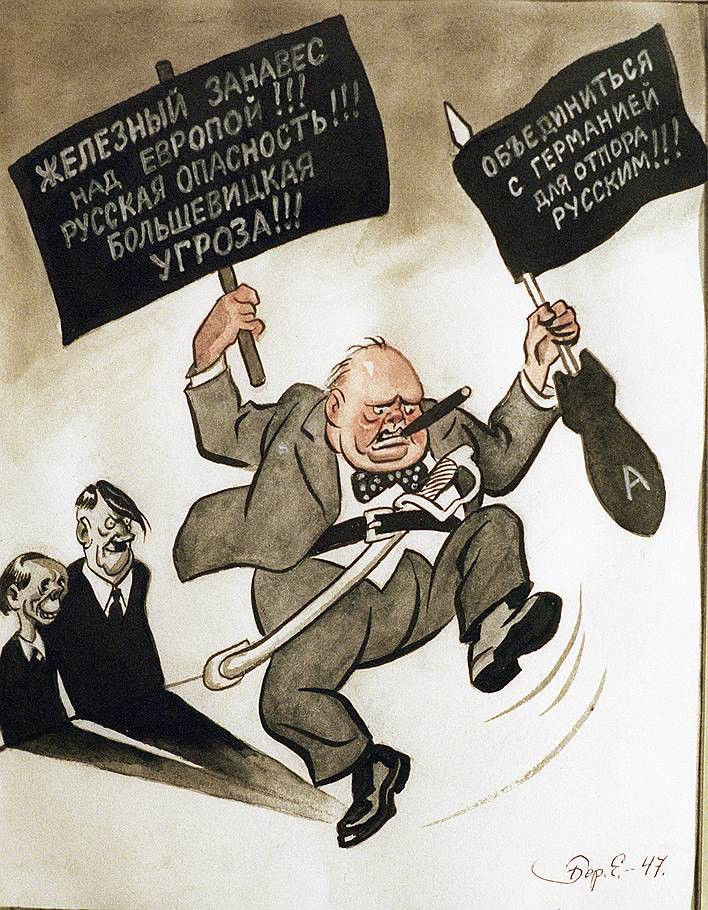 ЖЕЛЕЗНЫЙ ЗАНАВЕС
НАД ЕВРОПОЙ!!!
РУССКАЯ ОПАСНОСТЬ!!!
БОЛЬШЕВИЦКАЯ
УГРОЗА!!!
ОБЪЕДИНИТЬСЯ
С ГЕРМАНИЕЙ
ДЛЯ ОТПОРА
РУССКИМ!!!
А
Бор. Е. - 47.